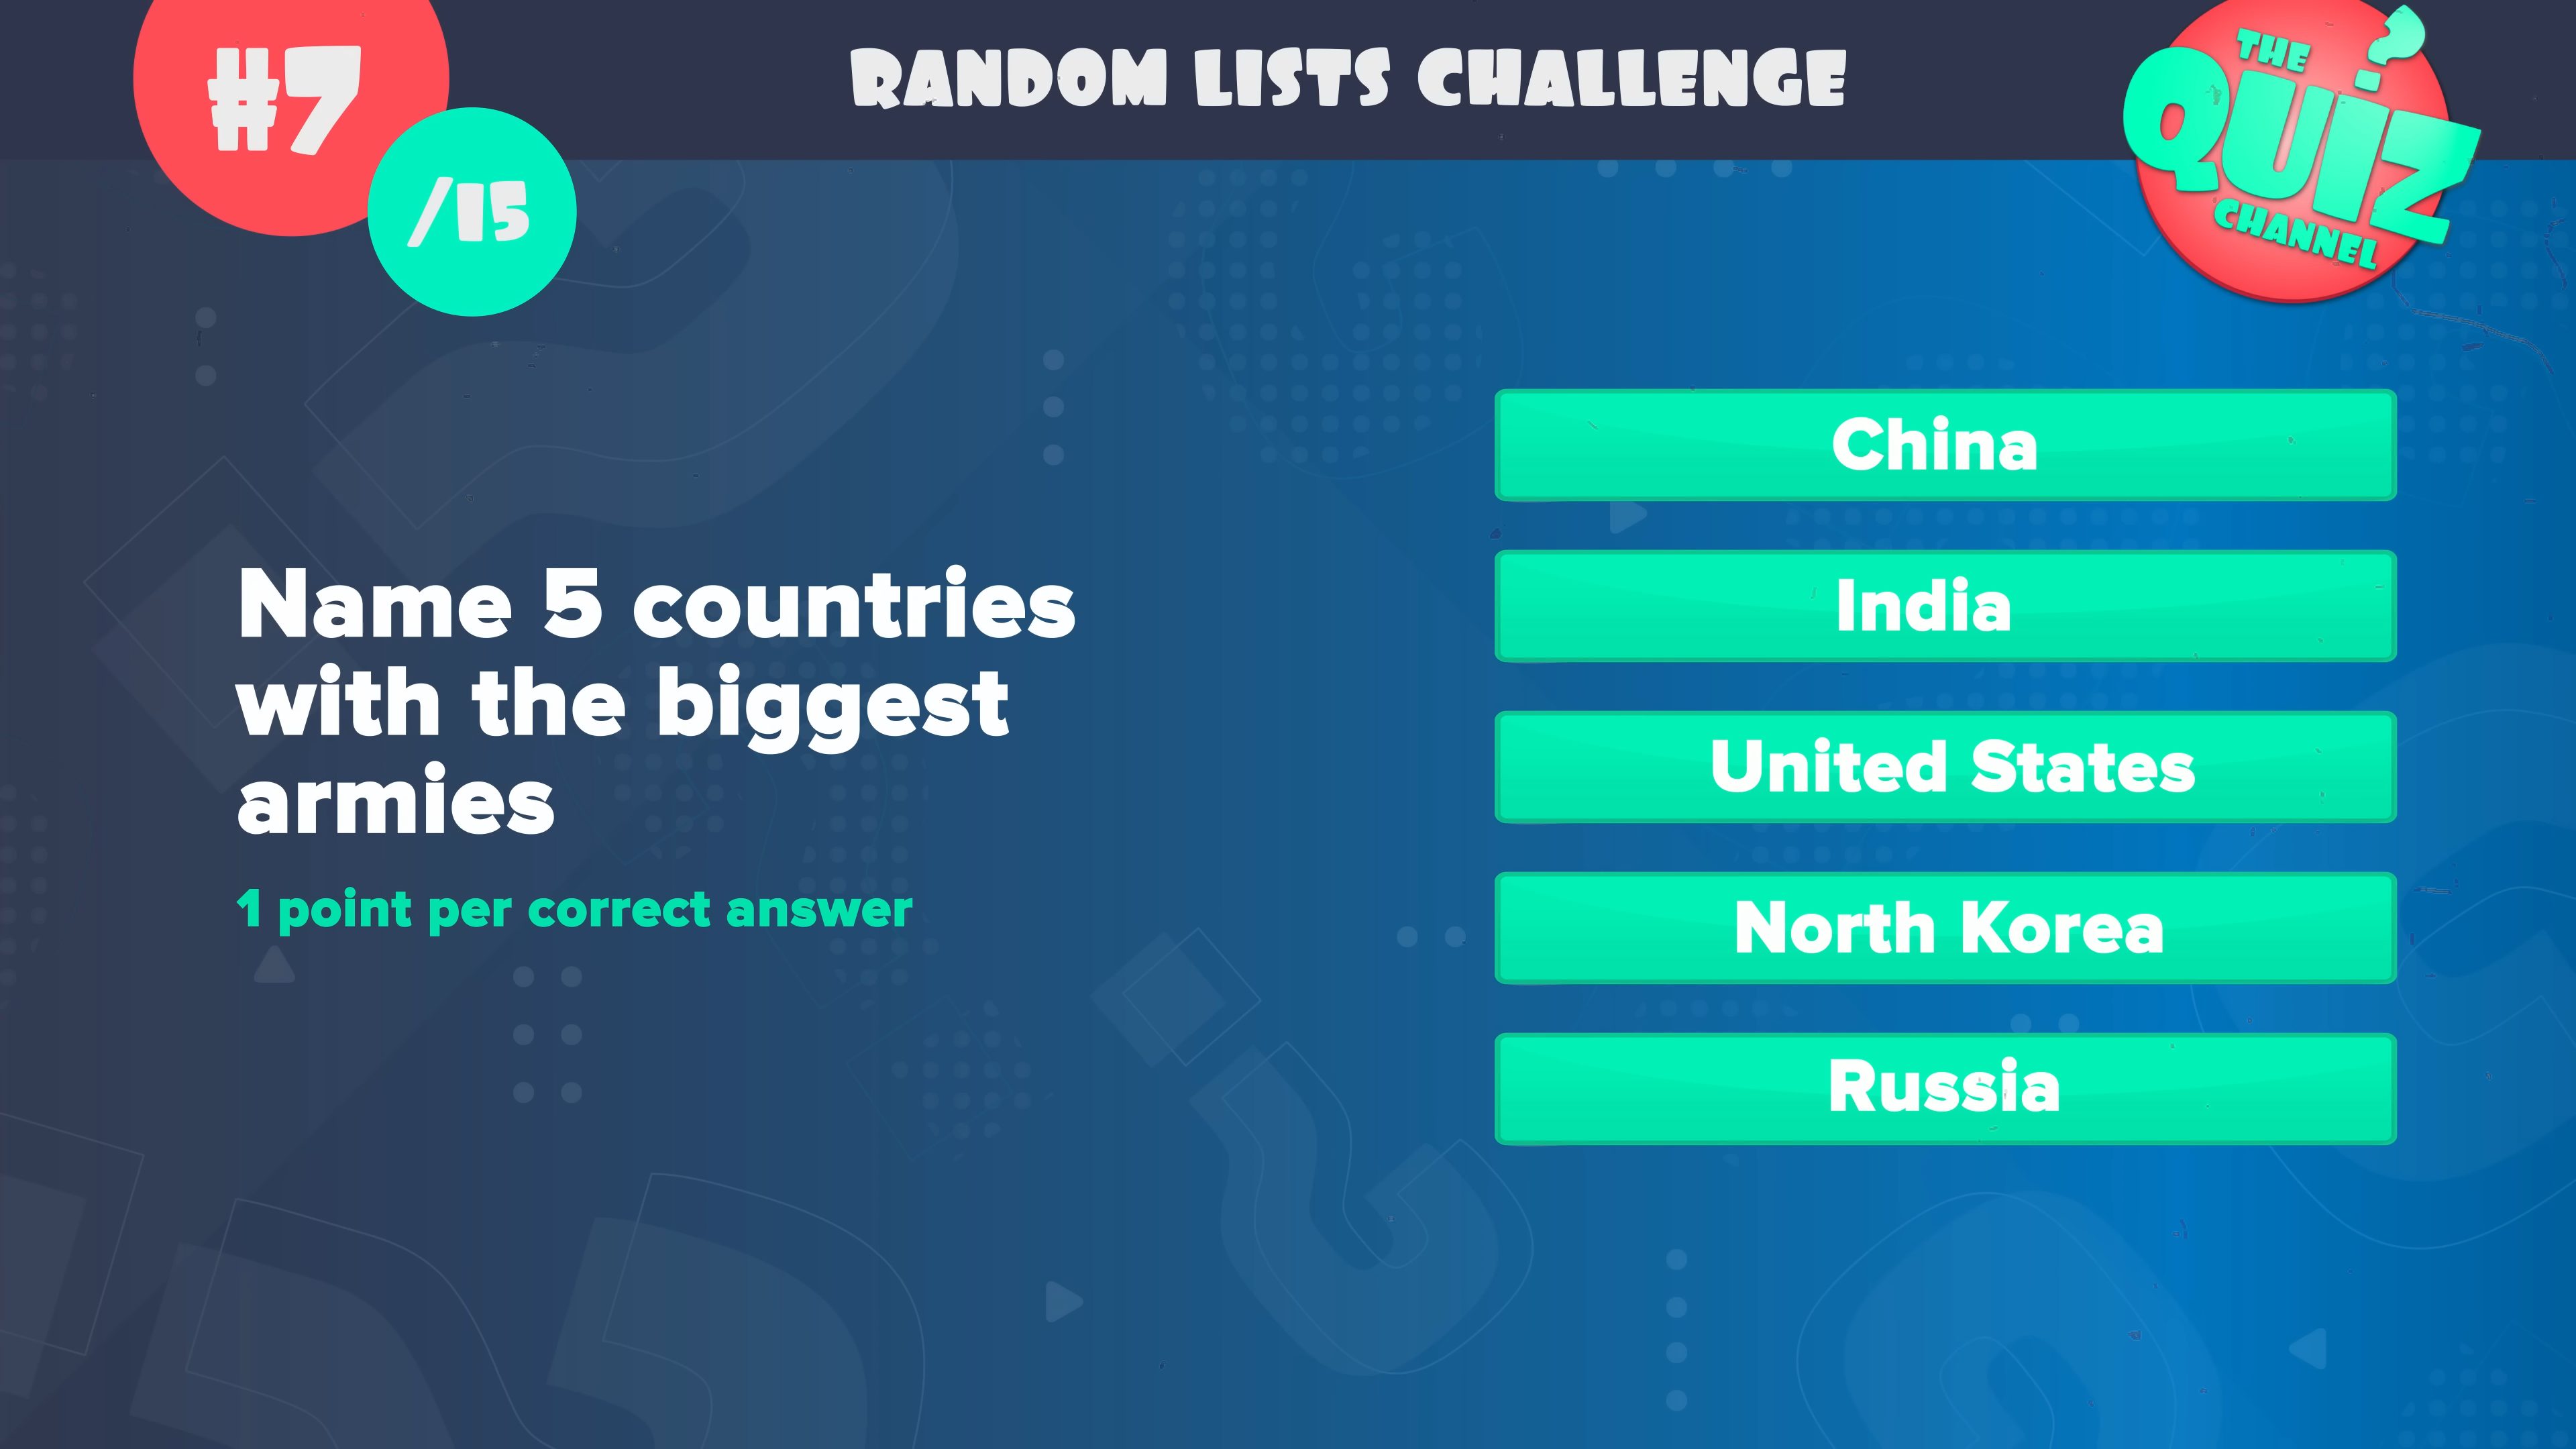 #7
/15
RANDOM LISTS CHALLENGE
THE
QUIZ
CHANNEL
Name 5 countries
with the biggest
armies
1 point per correct answer
China
India
United States
North Korea
Russia